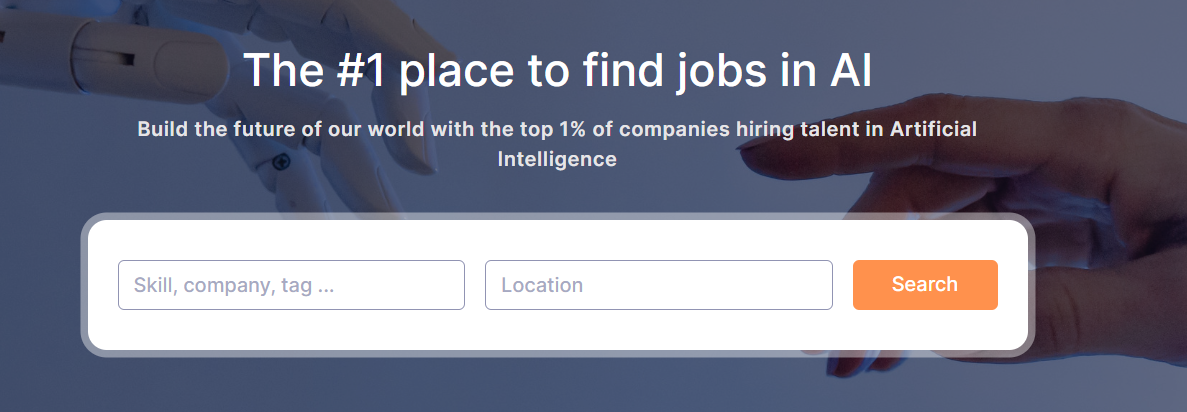 The #1 place to find jobs in AI
Build the future of our world with the top 1% of companies hiring talent in Artificial
Intelligence
Skill, company, tag ...
Location
Search